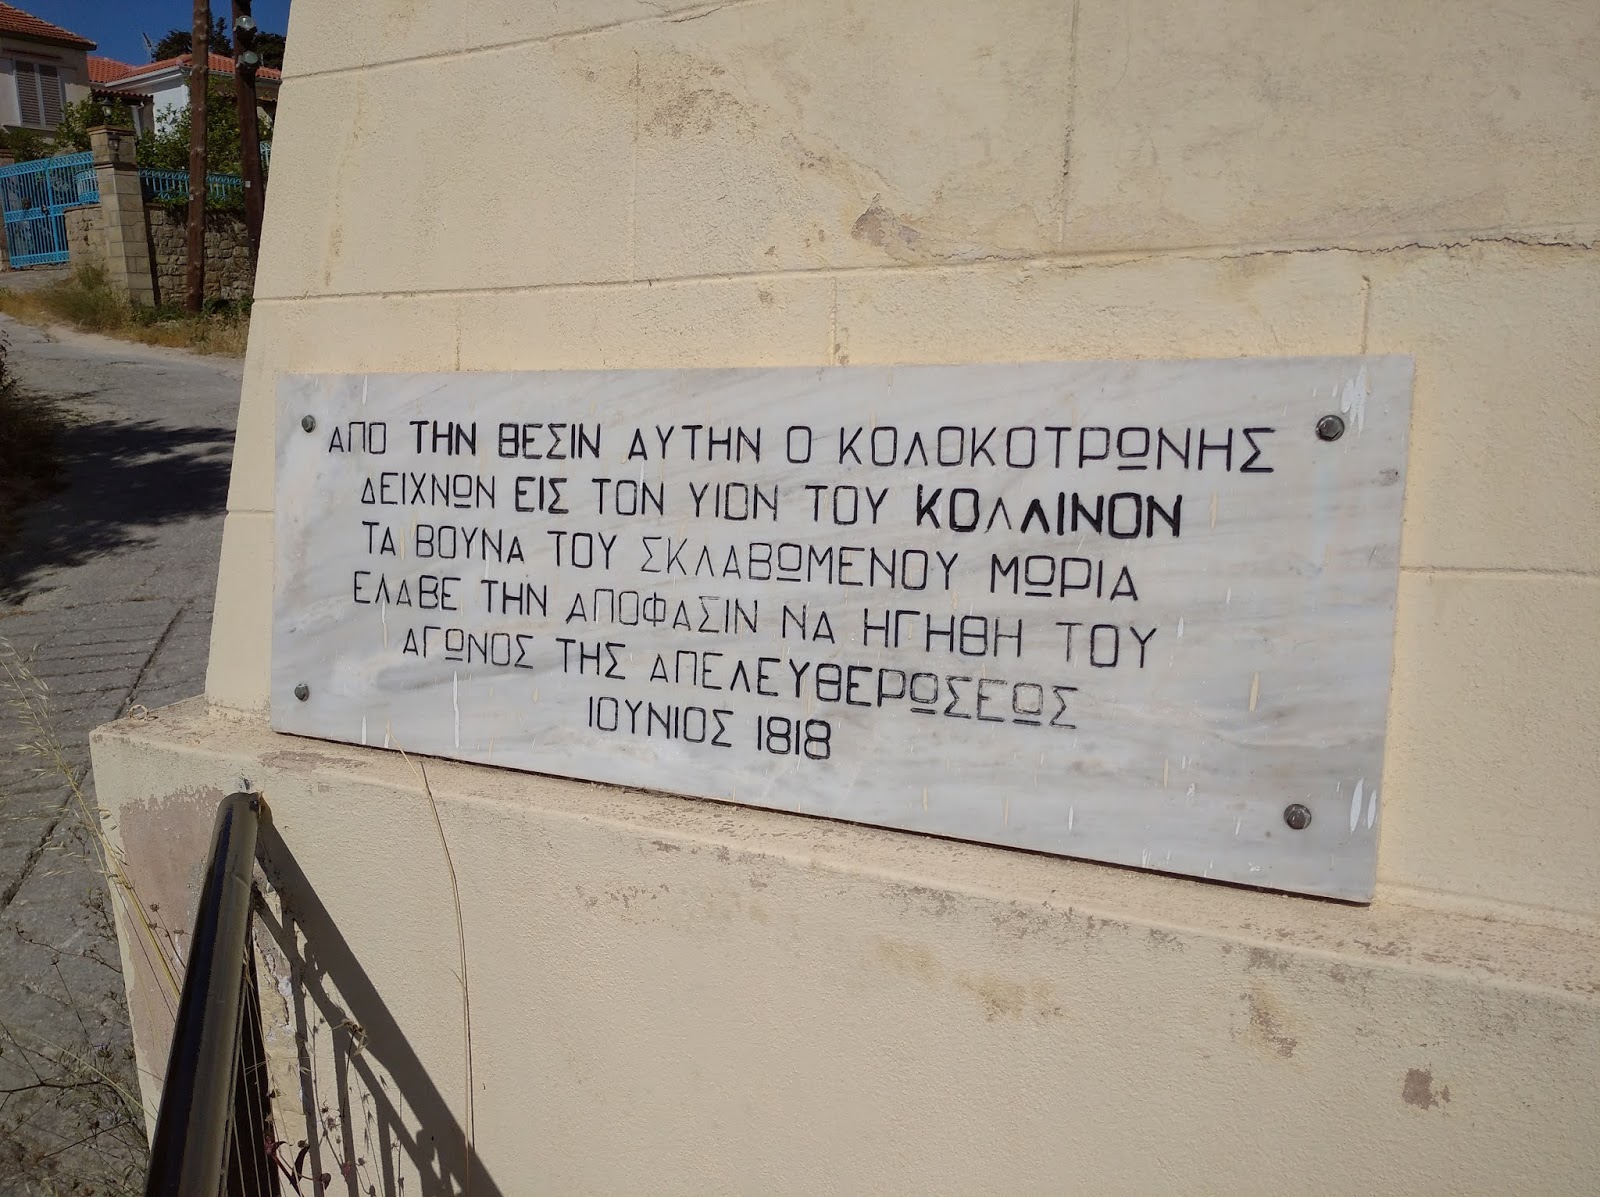 ΑΠΟ ΤΗΝ ΘΕΣΙΝ ΑΥΤΗΝ Ο ΚΟΛΟΚΟΤΡΩΝΗΣ
ΔΕΙΧΝΩΝ ΕΙΣ ΤΟΝ ΥΙΟΝ ΤΟΥ ΚΟΛΛΙΝΟΝ
ΤΑ ΒΟΥΝΑ ΤΟΥ ΣΚΛΑΒΩΜΕΝΟΥ ΜΩΡΙΑ
ΕΛΑΒΕ ΤΗΝ ΑΠΟΦΑΣΙΝ ΝΑ ΗΓΗΘΗ ΤΟΥ
ΑΓΩΝΟΣ ΤΗΣ ΑΠΕΛΕΥΘΕΡΩΣΕΩΣ
ΙΟΥΝΙΟΣ 1818